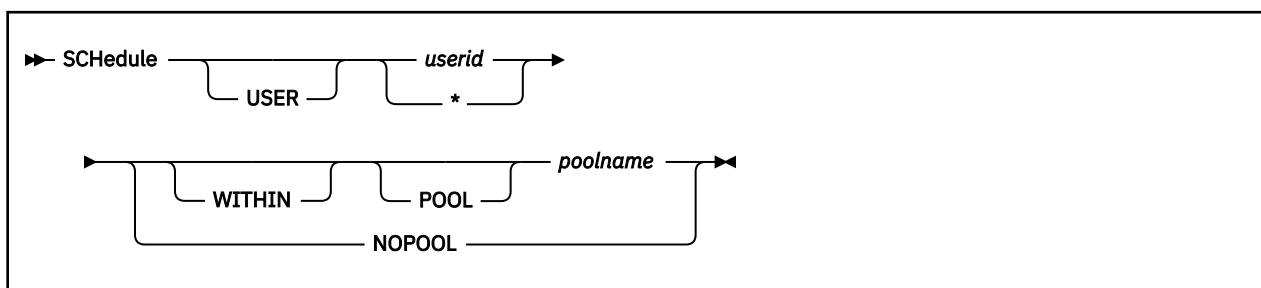 SCHedule userid
USER *
poolname
WITHIN POOL
NOPOOL